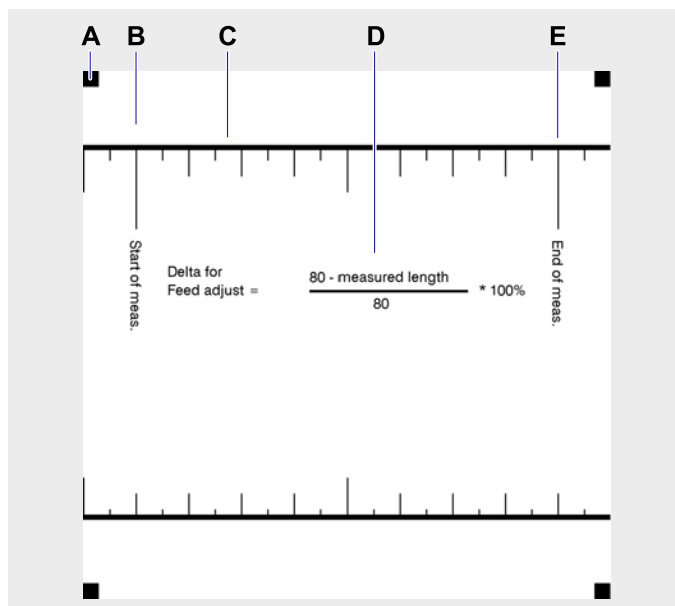 A B C D E
Start of meas.
Delta for
Feed adjust =
80 - measured length
80
* 100%
End of meas.